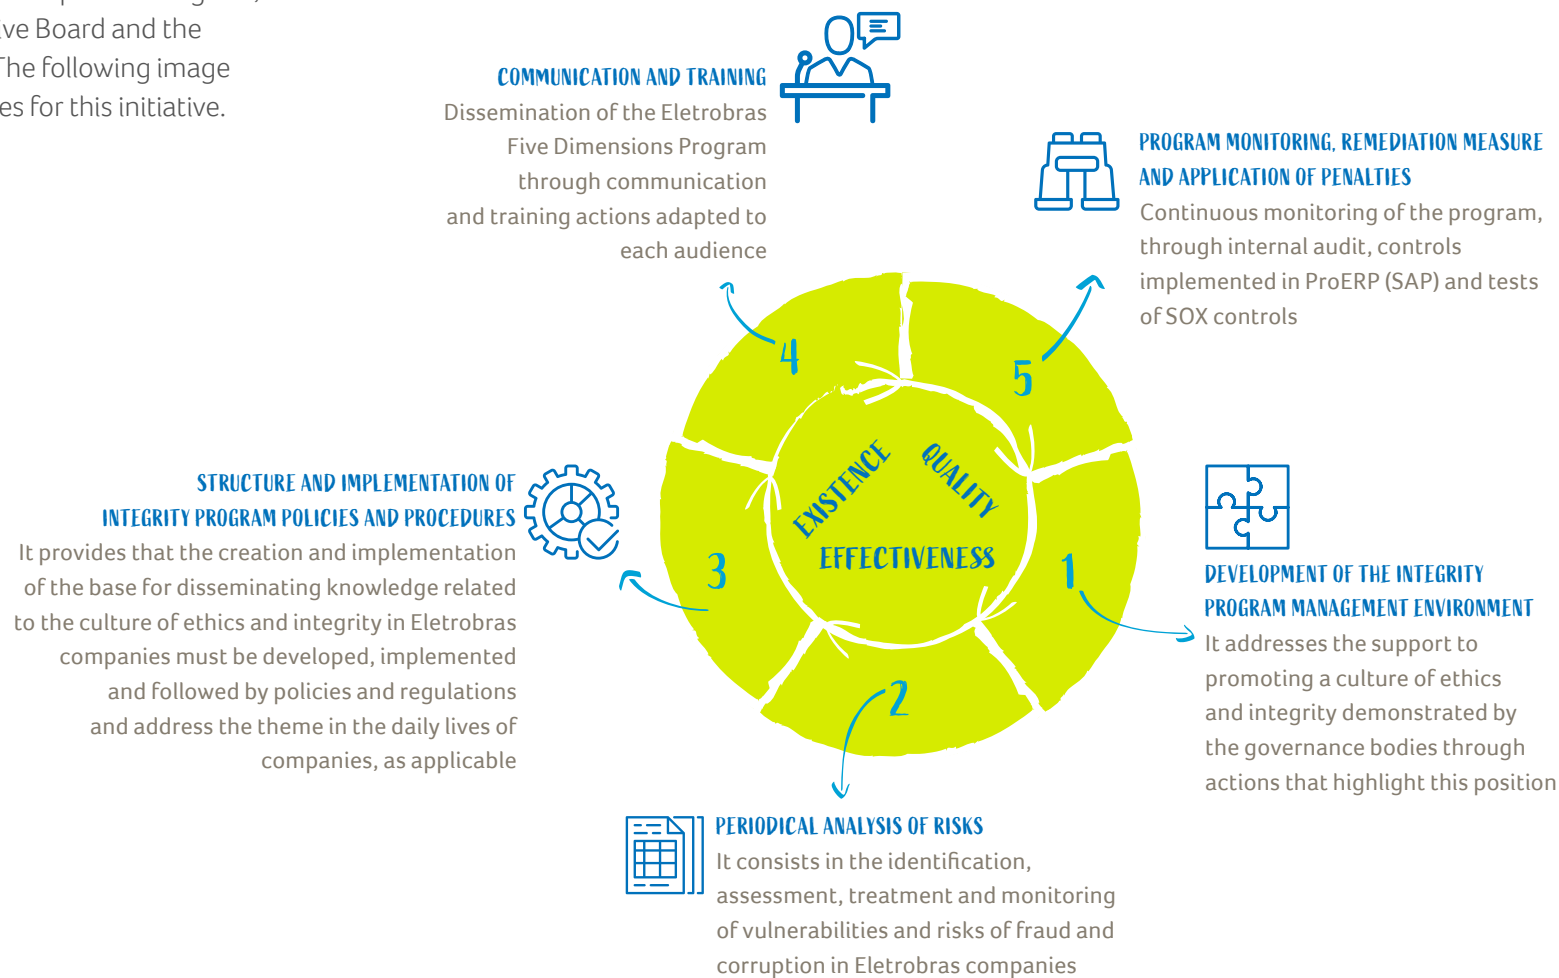 ve Board and the
The following image
es for this initiative.
COMMUNICATION AND TRAINING
Dissemination of the Eletrobras
Five Dimensions Program
through communication
and training actions adapted to
each audience
PROGRAM MONITORING, REMEDIATION MEASURE
AND APPLICATION OF PENALTIES
Continuous monitoring of the program,
through internal audit, controls
implemented in ProERP (SAP) and tests
of SOX controls
4
5
EXISTENCE
QUALITY
EFFECTIVENESS
3
1
2
STRUCTURE AND IMPLEMENTATION OF
INTEGRITY PROGRAM POLICIES AND PROCEDURES
It provides that the creation and implementation
of the base for disseminating knowledge related
to the culture of ethics and integrity in Eletrobras
companies must be developed, implemented
and followed by policies and regulations
and address the theme in the daily lives of
companies, as applicable
DEVELOPMENT OF THE INTEGRITY
PROGRAM MANAGEMENT ENVIRONMENT
It addresses the support to
promoting a culture of ethics
and integrity demonstrated by
the governance bodies through
actions that highlight this position
PERIODICAL ANALYSIS OF RISKS
It consists in the identification,
assessment, treatment and monitoring
of vulnerabilities and risks of fraud and
corruption in Eletrobras companies